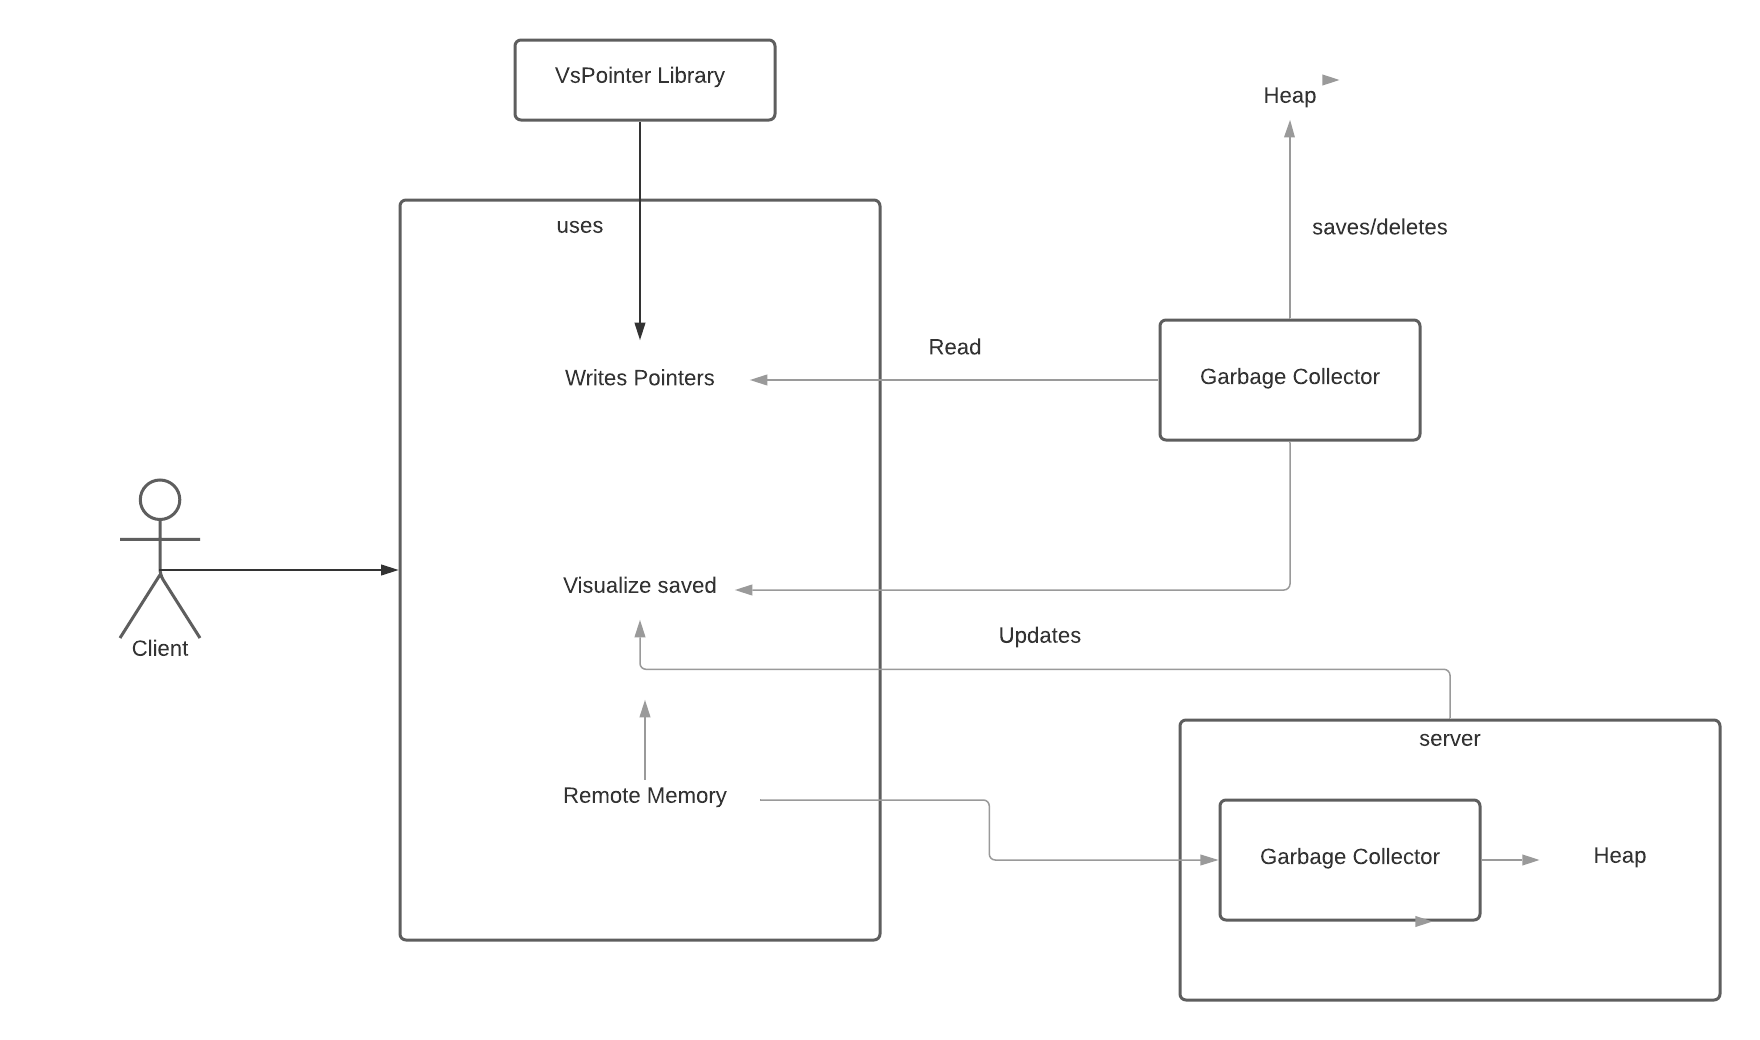 VsPointer Library
Heap
uses
saves/deletes
Read
Writes Pointers
Garbage Collector
Visualize saved
Updates
Client
server
Remote Memory
Garbage Collector
Heap